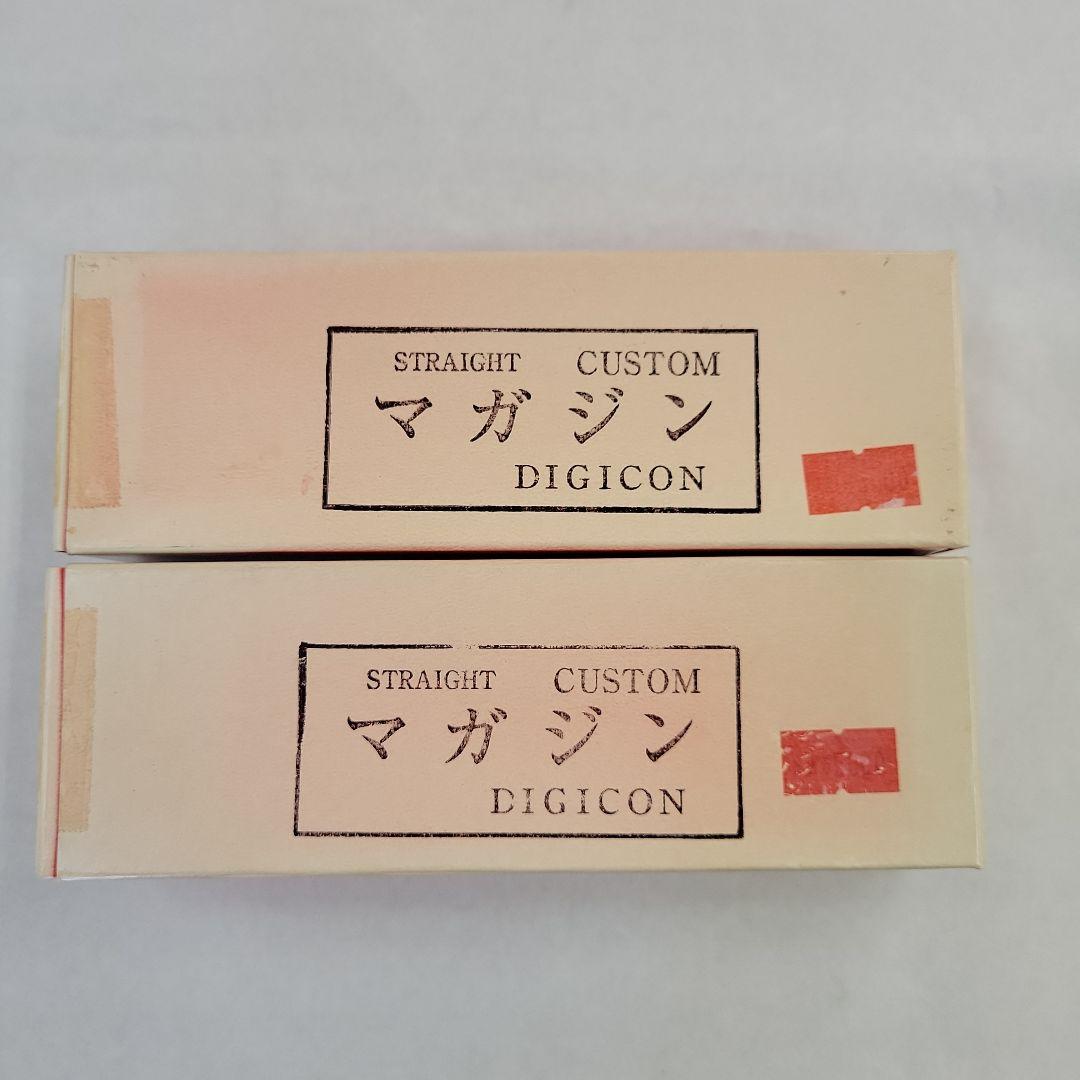 STRAIGHT CUSTOM
マガジン
DIGICON
STRAIGHT CUSTOM
マガジン
DIGICON